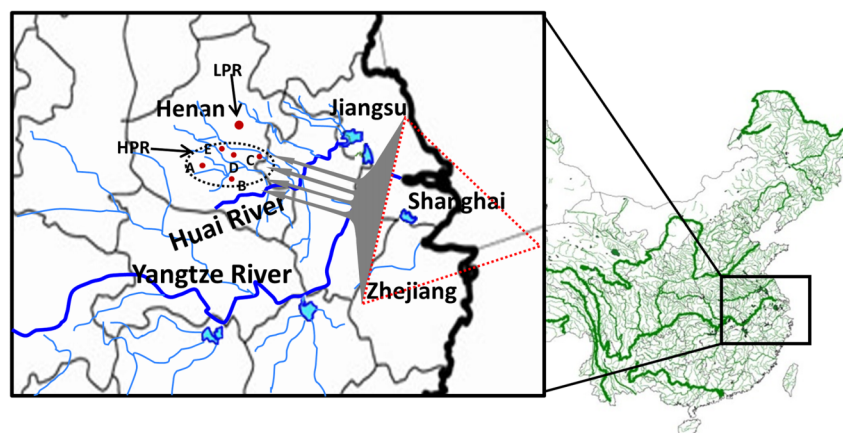 LPR
Henan
Jiangsu
HPR
E
C
A
D
B
Shanghai
Huai River
Yangtze River
Zhejiang